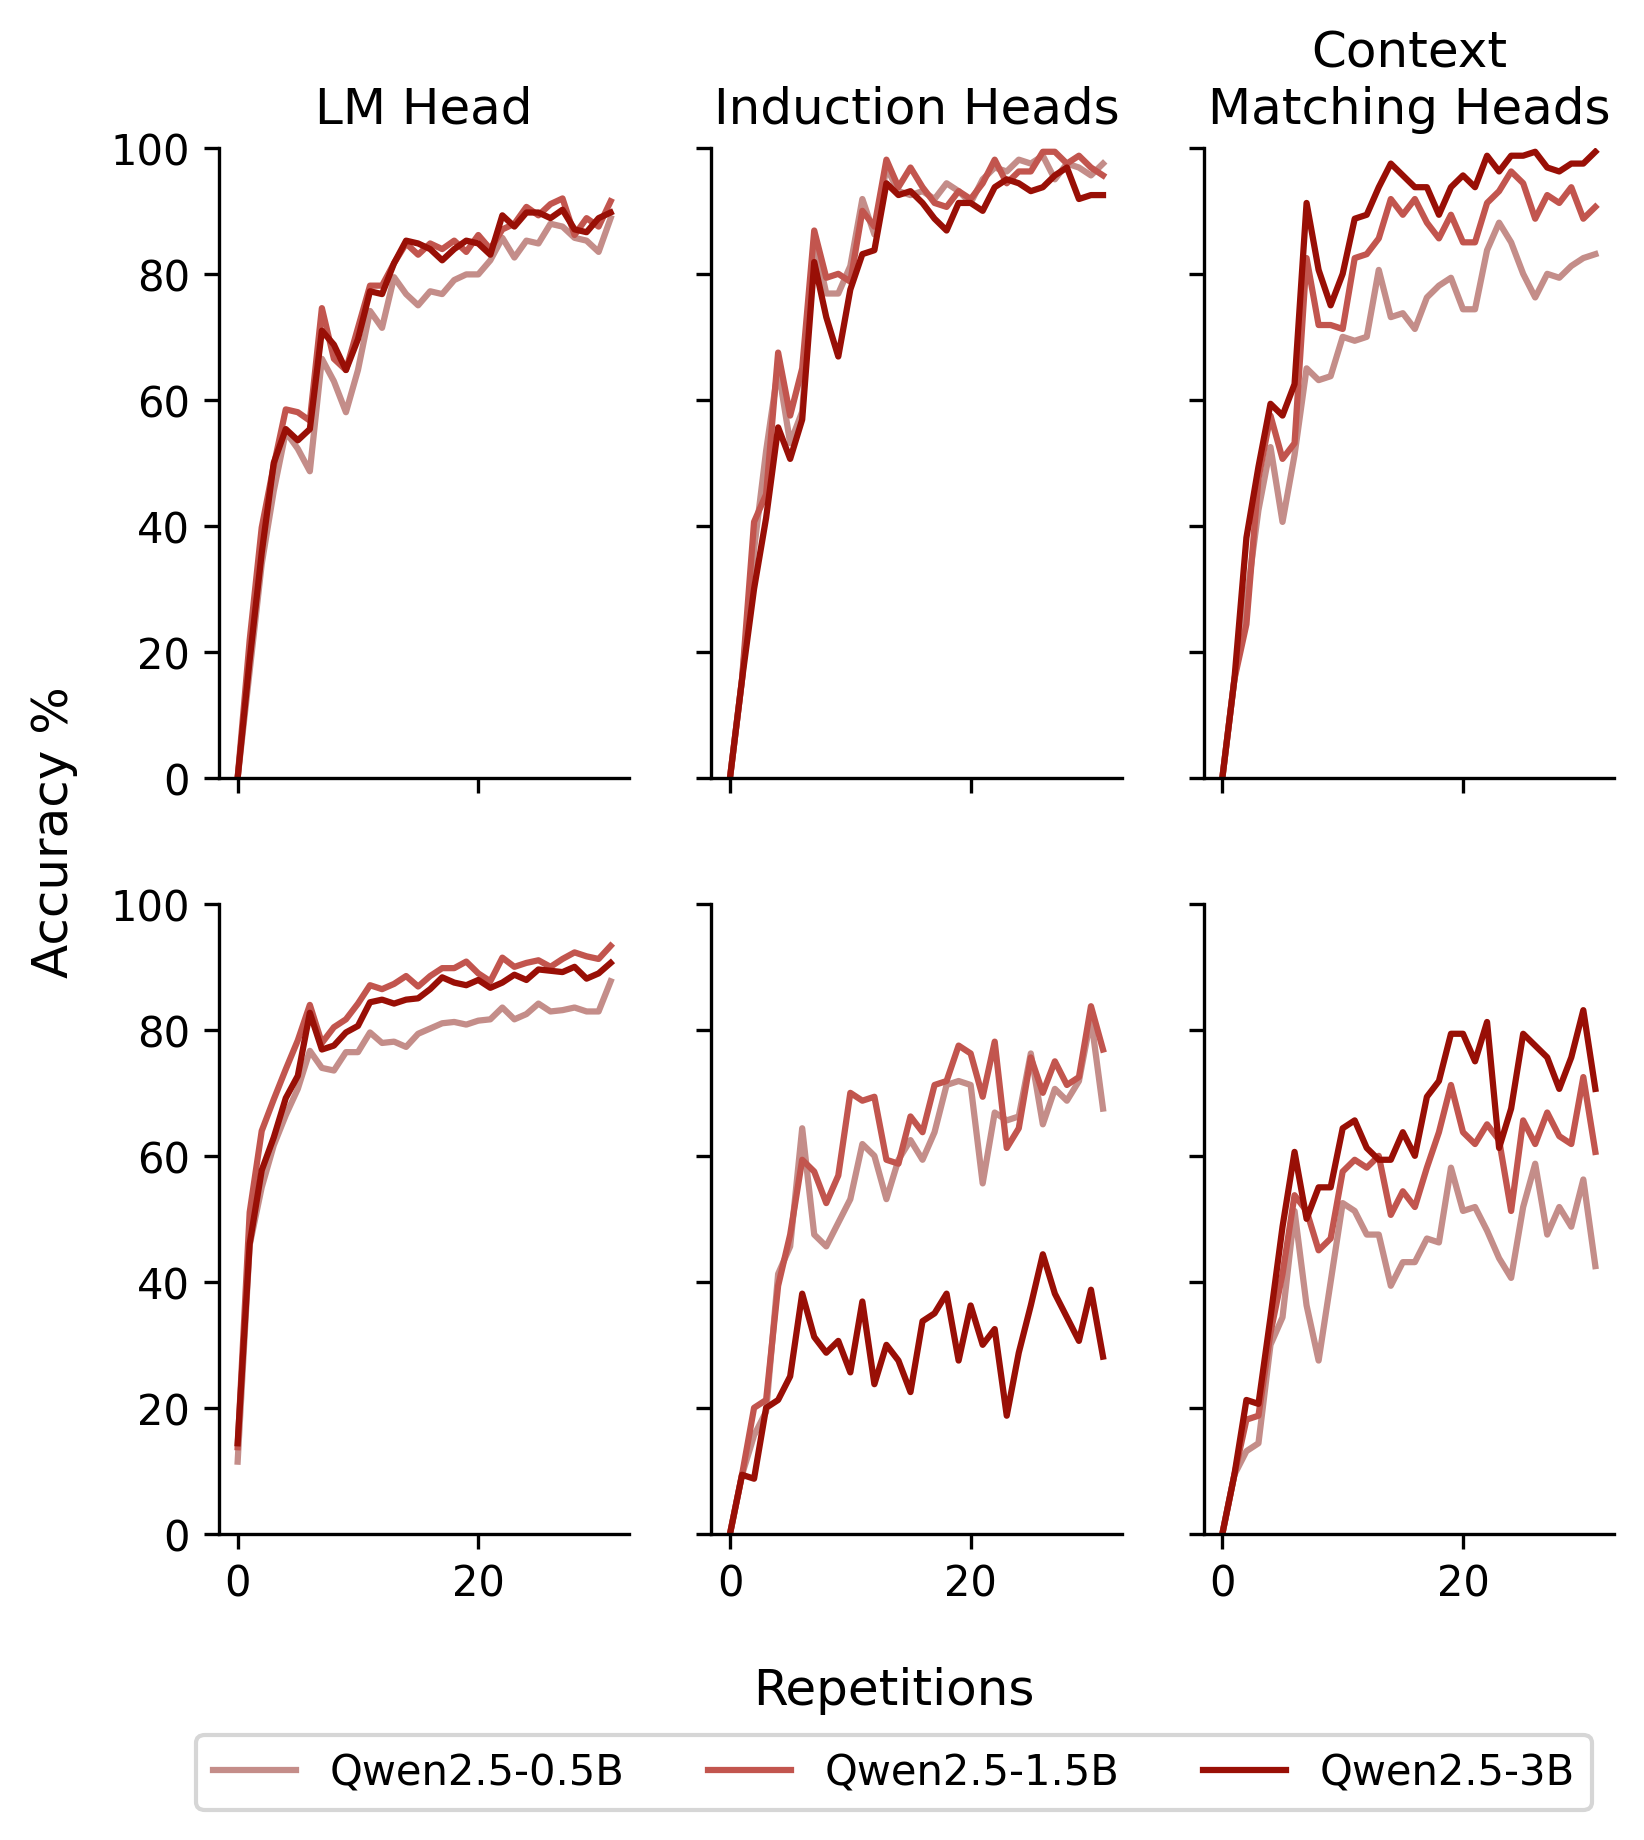 Context
LM Head Induction Heads Matching Heads
100
80
60
40
20
0
Accuracy %
100
80
60
40
20
0
0 20 0 20 0 20
Repetitions
Qwen2.5-0.5B Qwen2.5-1.5B Qwen2.5-3B